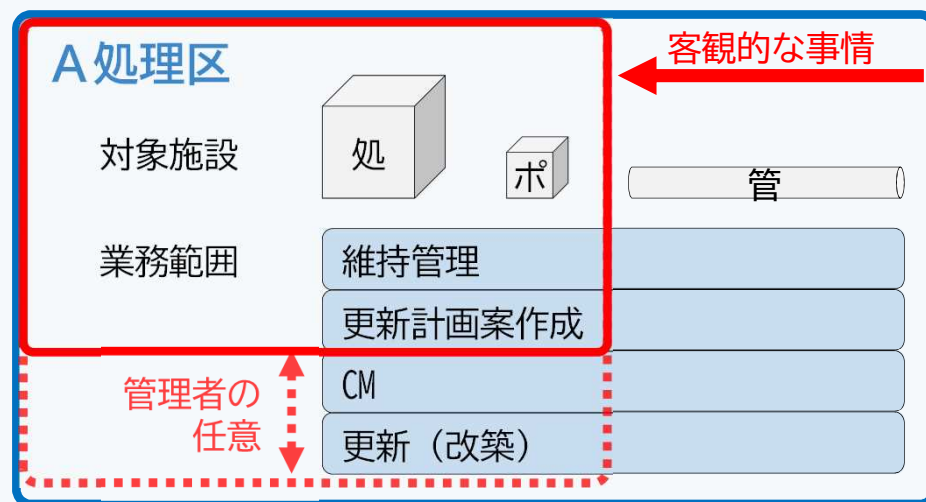 A処理区
客観的な事情
対象施設
処
ポ
管
業務範囲
維持管理
更新計画案作成
管理者の
任意
CM
更新（改築）